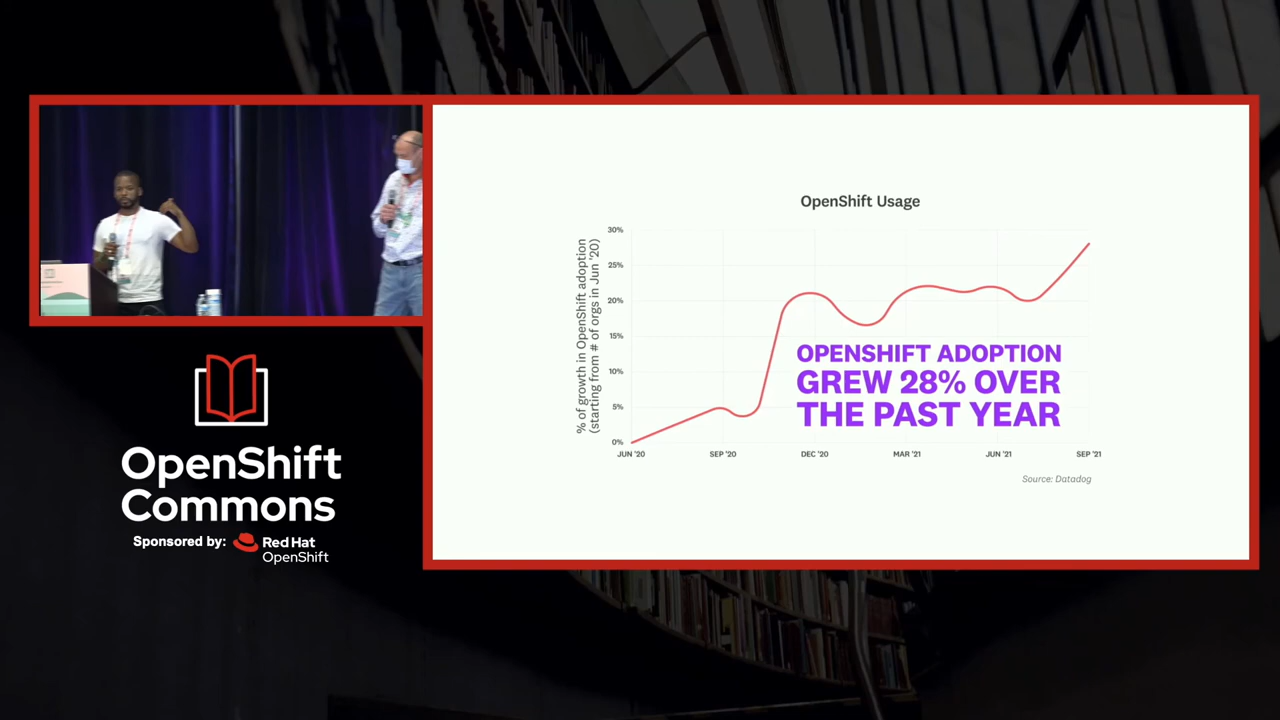 OpenShift
Commons
Sponsored by:
Red Hat
OpenShift
OpenShift Usage
% of growth in OpenShift adoption
(starting from # of orgs in Jun '20)
30%
25%
20%
15%
10%
5%
0%
OPENSHIFT ADOPTION
GREW 28% OVER
THE PAST YEAR
JUN '20
SEP '20
DEC '20
MAR '21
JUN '21
SEP '21
Source: Datadog